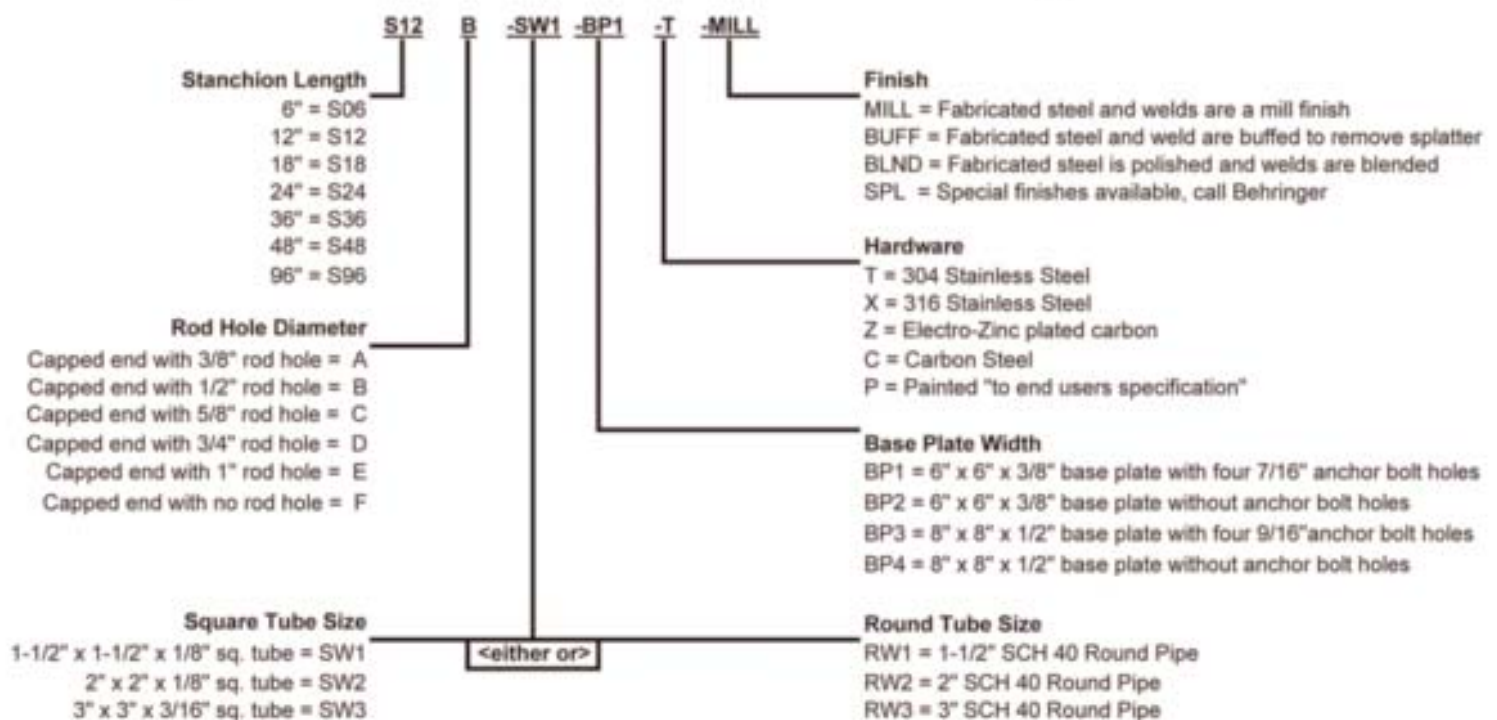 S12 B -SW1 -BP1 -T -MILL
Stanchion Length
6" = S06
12" = S12
18" = S18
24" = S24
36" = S36
48" = S48
96" = S96
Rod Hole Diameter
Capped end with 3/8" rod hole = A
Capped end with 1/2" rod hole = B
Capped end with 5/8" rod hole = C
Capped end with 3/4" rod hole = D
Capped end with 1" rod hole = E
Capped end with no rod hole = F
Square Tube Size
1-1/2" x 1-1/2" x 1/8" sq. tube = SW1
2" x 2" x 1/8" sq. tube = SW2
3" x 3" x 3/16" sq. tube = SW3
<either or>
Finish
MILL = Fabricated steel and welds are a mill finish
BUFF = Fabricated steel and weld are buffed to remove splatter
BLND = Fabricated steel is polished and welds are blended
SPL = Special finishes available, call Behringer
Hardware
T = 304 Stainless Steel
X = 316 Stainless Steel
Z = Electro-Zinc plated carbon
C = Carbon Steel
P = Painted "to end users specification"
Base Plate Width
BP1 = 6" x 6" x 3/8" base plate with four 7/16" anchor bolt holes
BP2 = 6" x 6" x 3/8" base plate without anchor bolt holes
BP3 = 8" x 8" x 1/2" base plate with four 9/16"anchor bolt holes
BP4 = 8" x 8" x 1/2" base plate without anchor bolt holes
Round Tube Size
RW1 = 1-1/2" SCH 40 Round Pipe
RW2 = 2" SCH 40 Round Pipe
RW3 = 3" SCH 40 Round Pipe